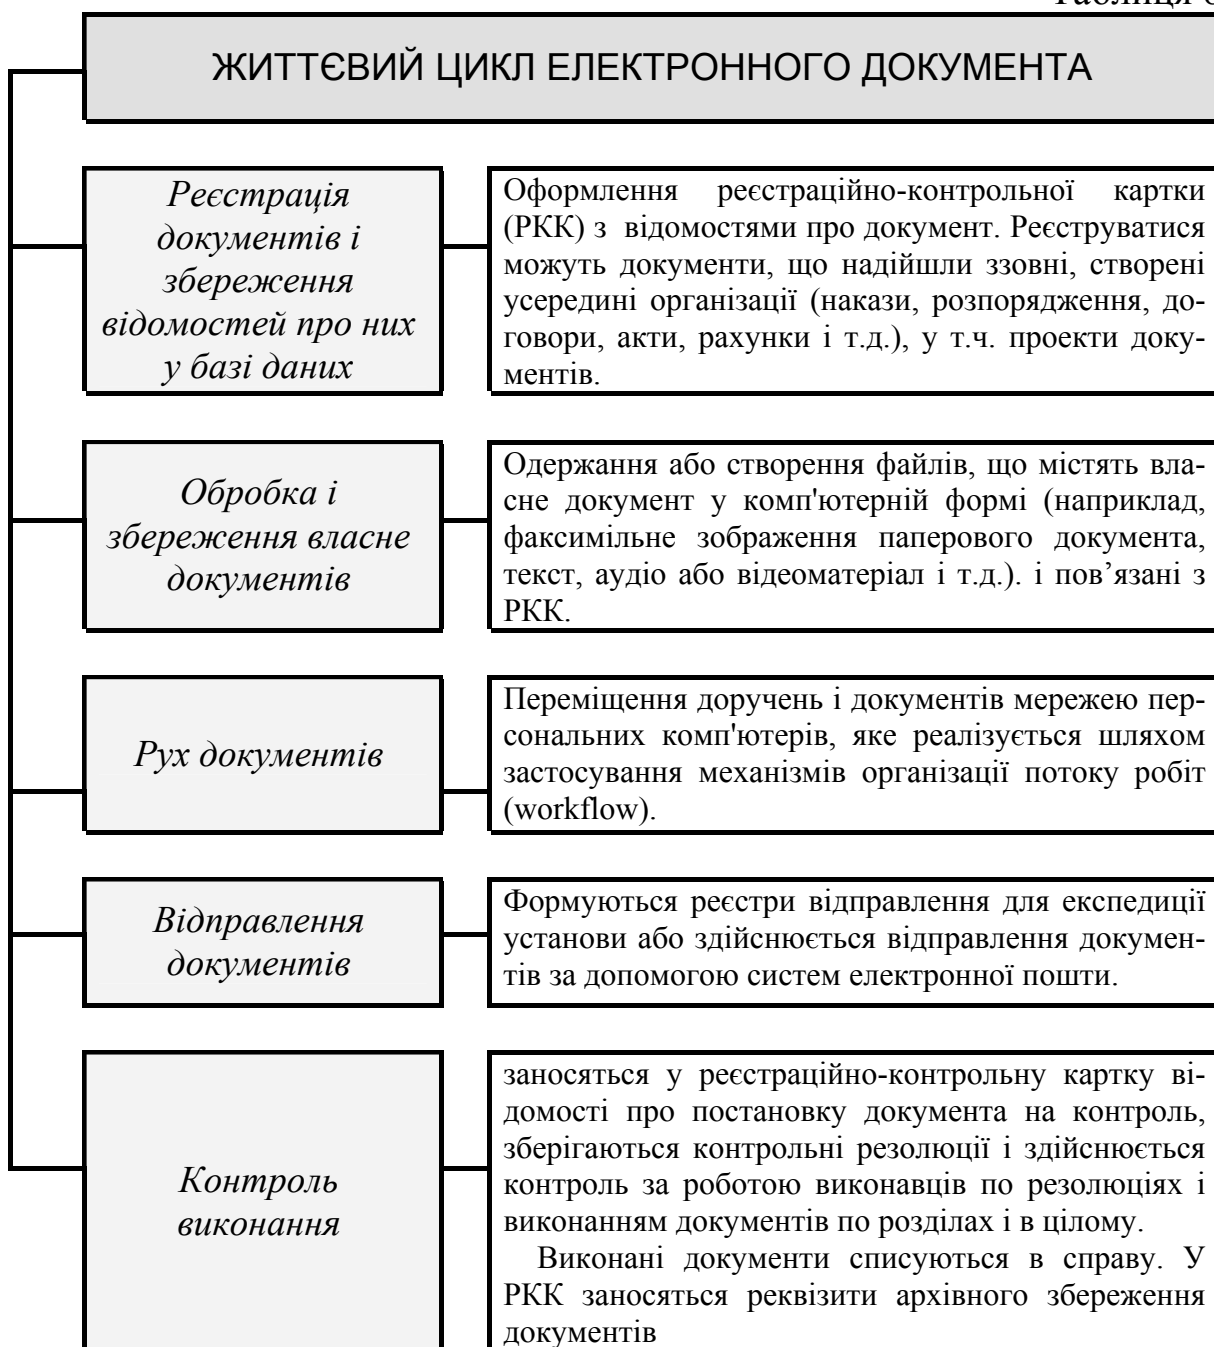 Таблиця
ЖИТТЄВИЙ ЦИКЛ ЕЛЕКТРОННОГО ДОКУМЕНТА
Реєстрація
документів і
збереження
відомостей про них
у базі даних
Оформлення реєстраційно-контрольної картки
(РКК) з відомостями про документ. Реєструватися
можуть документи, що надійшли ззовні, створені
усередині організації (накази, розпорядження, до-
говори, акти, рахунки і т.д.), у т.ч. проекти доку-
ментів.
Обробка і
збереження власне
документів
Одержання або створення файлів, що містять вла-
сне документ у комп'ютерній формі (наприклад,
факсимільне зображення паперового документа,
текст, аудіо або відеоматеріал і т.д.). і пов’язані з
РКК.
Рух документів
Переміщення доручень і документів мережею пер-
сональних комп'ютерів, яке реалізується шляхом
застосування механізмів організації потоку робіт
(workflow).
Відправлення
документів
Формуються реєстри відправлення для експедиції
установи або здійснюється відправлення докумен-
тів за допомогою систем електронної пошти.
Контроль
виконання
заносяться у реєстраційно-контрольну картку ві-
домості про постановку документа на контроль,
зберігаються контрольні резолюції і здійснюється
контроль за роботою виконавців по резолюціях і
виконанням документів по розділах і в цілому.
Виконані документи списуються в справу. У
РКК заносяться реквізити архівного збереження
документів